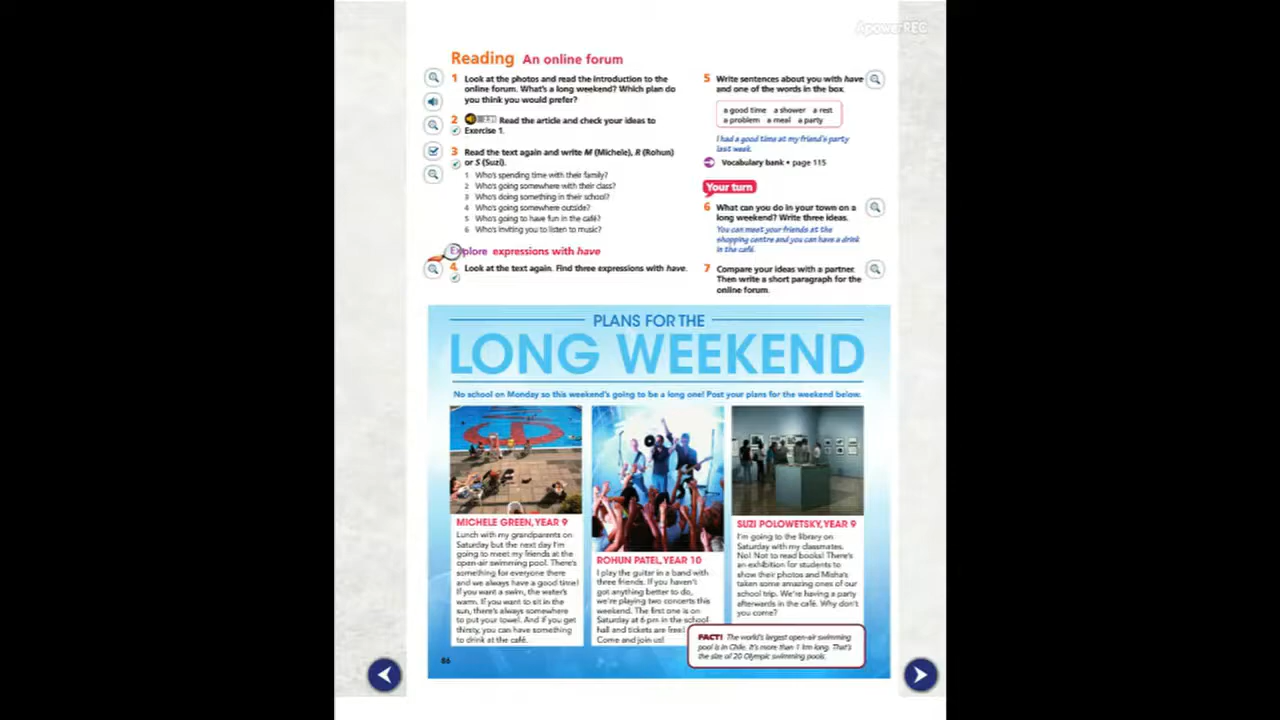 ApowerREC
Reading An online forum
1 Look at the photos and read the introduction to the
online forum. What's a long weekend? Which plan do
you think you would prefer?
2 Read the article and check your ideas to
Exercise 1.
3 Read the text again and write M (Michele), R (Rohun)
or S (Suzi).
1 Who's spending time with their family?
2 Who's going somewhere with their class?
3 Who's doing something in their school?
4 Who's going somewhere outside?
5 Who's going to have fun in the café?
6 Who's inviting you to listen to music?
Explore expressions with have
4 Look at the text again. Find three expressions with have.
5 Write sentences about you with have
and one of the words in the box.
a good time a shower a rest
a problem a meal a party
I had a good time at my friend's party
last week.
Vocabulary bank • page 115
Your turn
6 What can you do in your town on a
long weekend? Write three ideas.
You can meet your friends at the
shopping centre and you can have a drink
in the café.
7 Compare your ideas with a partner.
Then write a short paragraph for the
online forum.
PLANS FOR THE
LONG WEEKEND
No school on Monday so this weekend's going to be a long one! Post your plans for the weekend below.
MICHELE GREEN, YEAR 9
Lunch with my grandparents on
Saturday but the next day I'm
going to meet my friends at the
open-air swimming pool. There's
something for everyone there
and we always have a good time!
If you want a swim, the water's
warm. If you want to sit in the
sun, there's always somewhere
to put your towel. And if you get
thirsty, you can have something
to drink at the café.
ROHUN PATEL, YEAR 10
I play the guitar in a band with
three friends. If you haven't
got anything better to do,
we're playing two concerts this
weekend. The first one is on
Saturday at 6 pm in the school
hall and tickets are free!
Come and join us!
SUZI POLOWETSKY, YEAR 9
I'm going to the library on
Saturday with my classmates.
No! Not to read books! There's
an exhibition for students to
show their photos and Misha's
taken some amazing ones of our
school trip. We're having a party
afterwards in the café. Why don't
you come?
FACT! The world's largest open-air swimming
pool is in Chile. It's more than 1 km long. That's
the size of 20 Olympic swimming pools.
86